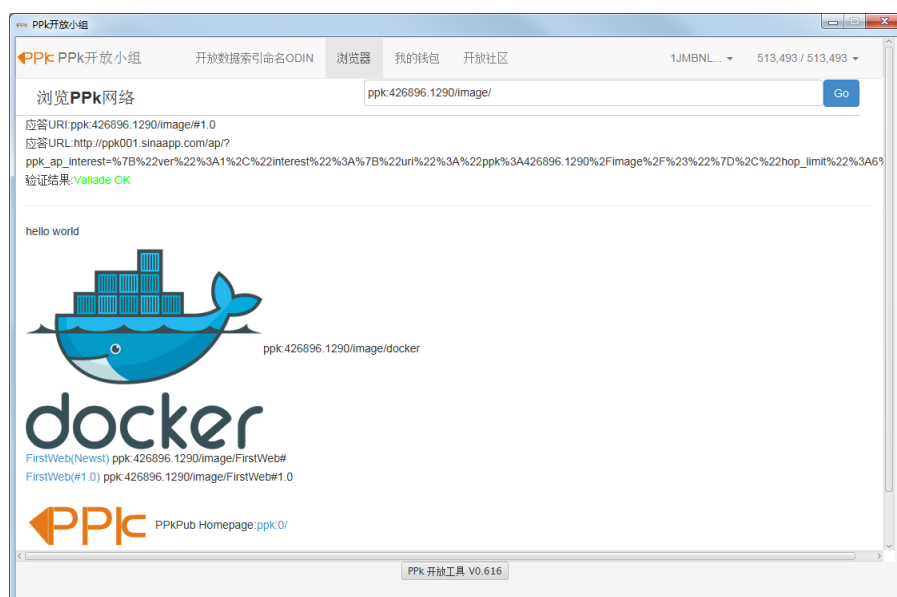 PPk开放小组
PPk PPk开放小组 开放数据索引命名ODIN 浏览器 我的钱包 开放社区 1JMBNL... 513,493 / 513,493
浏览PPk网络 ppk:426896.1290/image/ Go
应答URI:ppk:426896.1290/image/#1.0
应答URL:http://ppk001.sinaapp.com/ap/?
ppk_ap_interest=%7B%22ver%22%3A1%2C%22interest%22%3A%7B%22uri%22%3A%22ppk%3A426896.1290%2Fimage%2F%23%22%7D%2C%22hop_limit%22%3A6%
验证结果:Valiade OK
hello world
ppk:426896.1290/image/docker
docker
FirstWeb(Newst) ppk:426896.1290/image/FirstWeb#
FirstWeb(#1.0) ppk:426896.1290/image/FirstWeb#1.0
PPk PPkPub Homepage:ppk:0/
PPk 开放工具 V0.616